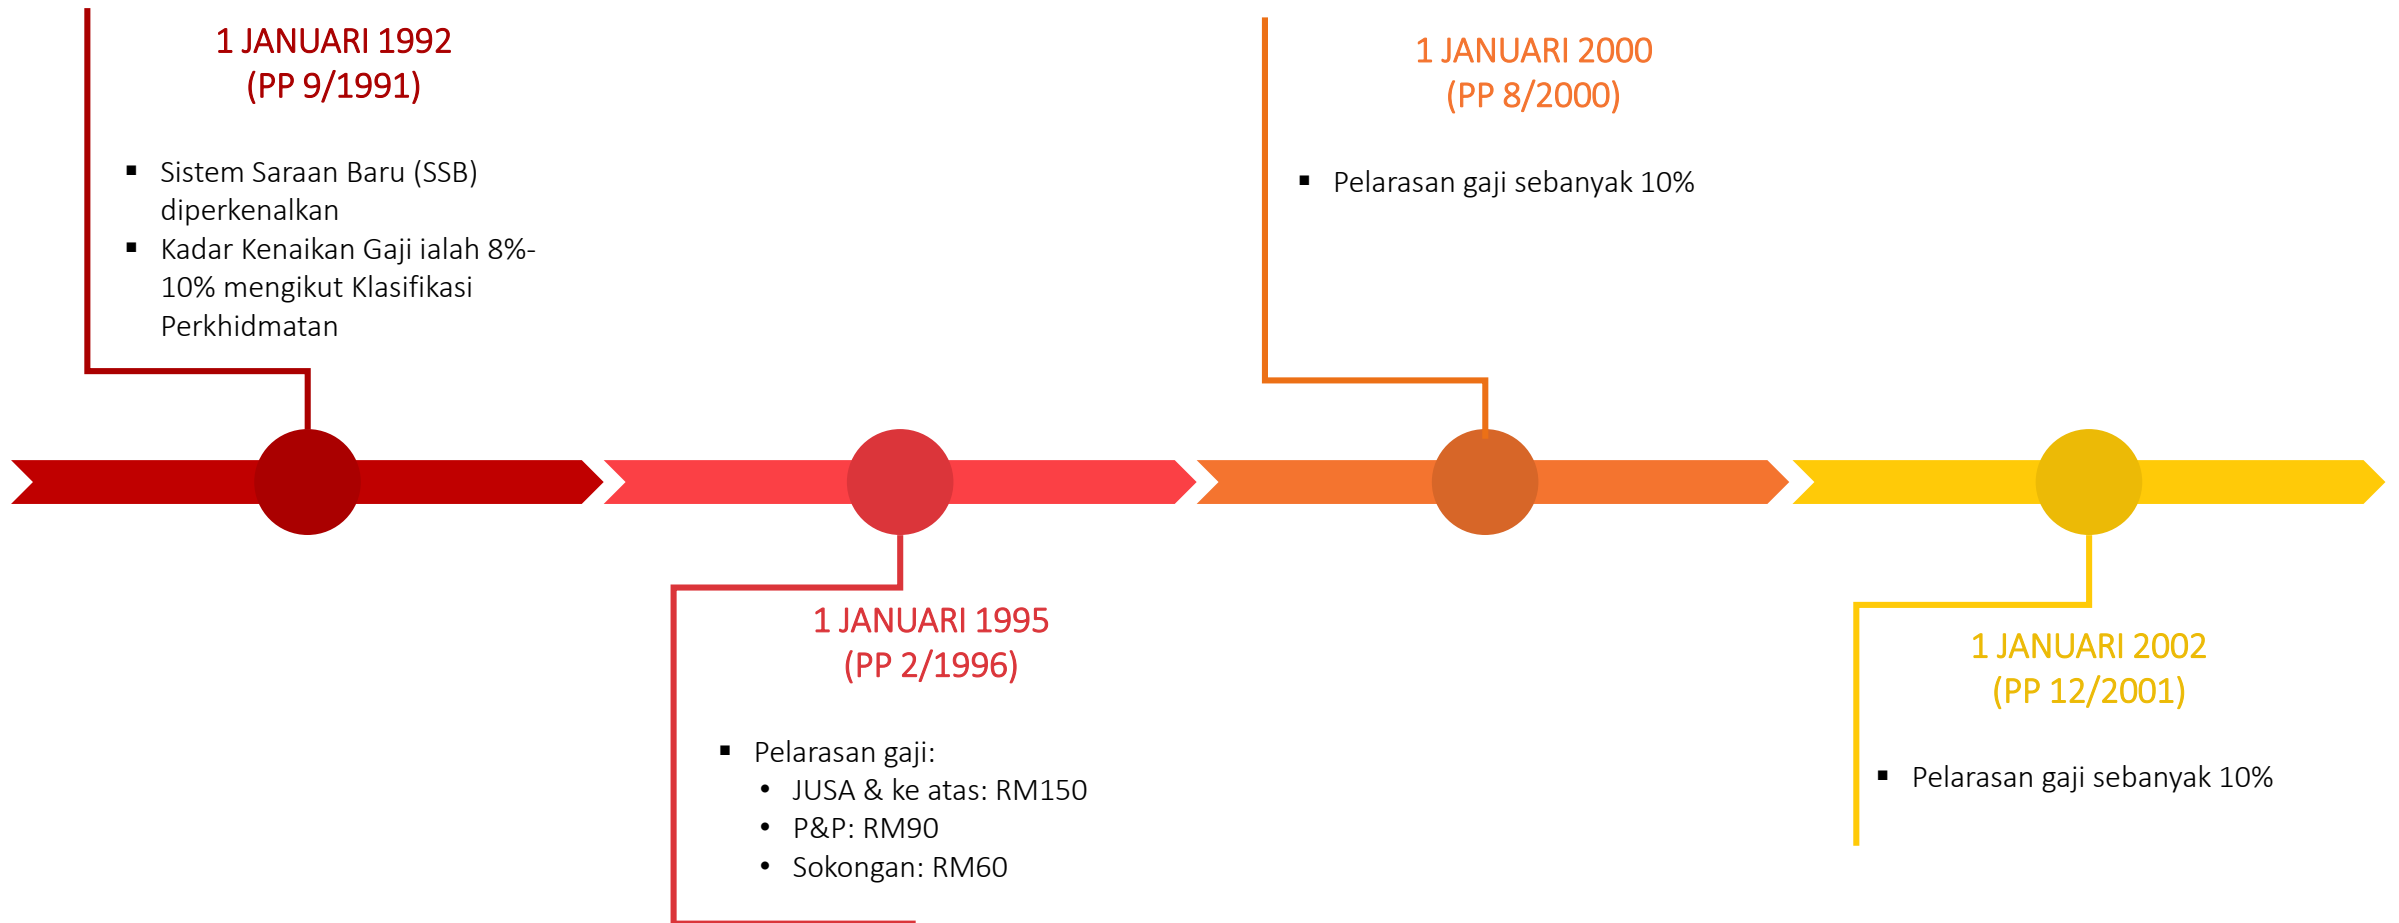 1 JANUARI 1992
(PP 9/1991)
▪ Sistem Saraan Baru (SSB)
diperkenalkan
▪ Kadar Kenaikan Gaji ialah 8%-
10% mengikut Klasifikasi
Perkhidmatan
1 JANUARI 1995
(PP 2/1996)
▪ Pelarasan gaji:
• JUSA & ke atas: RM150
• P&P: RM90
• Sokongan: RM60
1 JANUARI 2000
(PP 8/2000)
▪ Pelarasan gaji sebanyak 10%
1 JANUARI 2002
(PP 12/2001)
▪ Pelarasan gaji sebanyak 10%